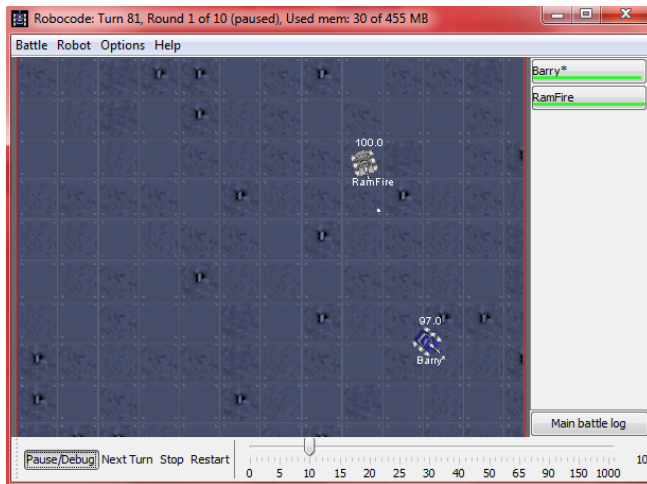 Robocode: Turn 81, Round 1 of 10 (paused), Used mem: 30 of 455 MB
Battle Robot Options Help
Barry*
RamFire
100.0
RamFire
97.0
Barry*
Main battle log
Pause/Debug Next Turn Stop Restart
0 5 10 15 20 25 30 40 50 65 90 150 1000
10